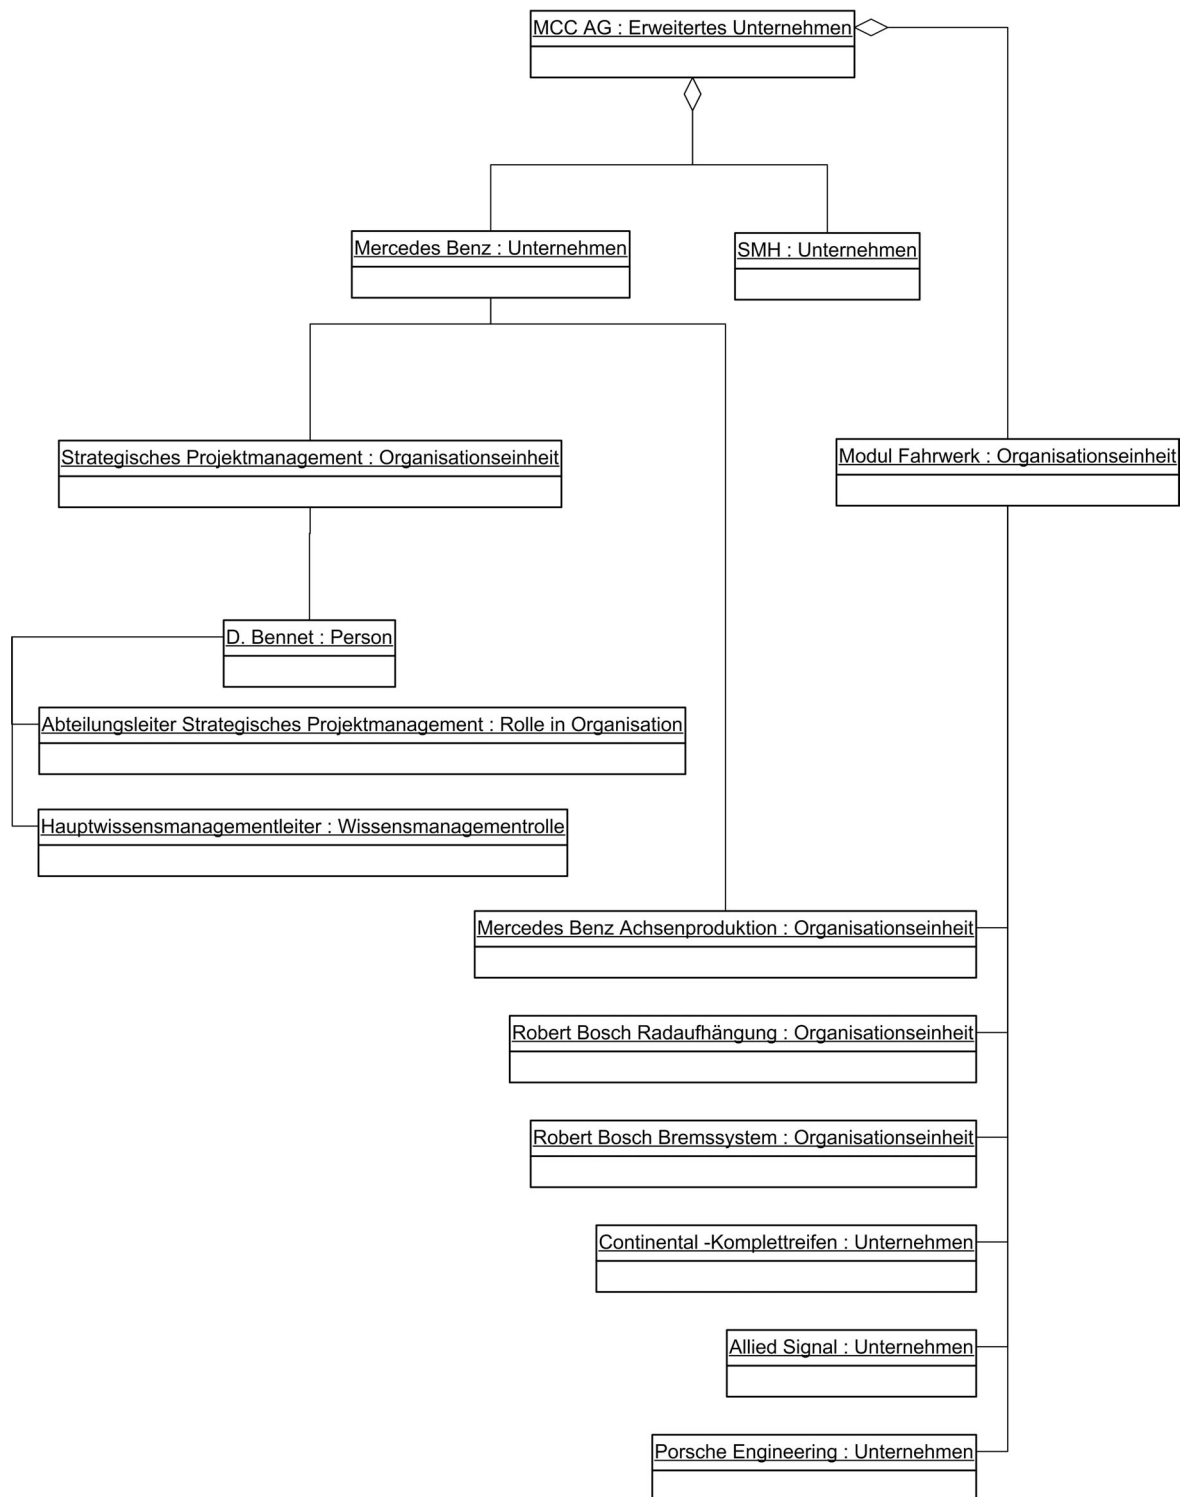 MCC AG : Erweitertes Unternehmen
Mercedes Benz : Unternehmen
SMH : Unternehmen
Strategisches Projektmanagement : Organisationseinheit
Modul Fahrwerk : Organisationseinheit
D. Bennet : Person
Abteilungsleiter Strategisches Projektmanagement : Rolle in Organisation
Hauptwissensmanagementleiter : Wissensmanagementrolle
Mercedes Benz Achsenproduktion : Organisationseinheit
Robert Bosch Radaufhängung : Organisationseinheit
Robert Bosch Bremssystem : Organisationseinheit
Continental -Komplettreifen : Unternehmen
Allied Signal : Unternehmen
Porsche Engineering : Unternehmen